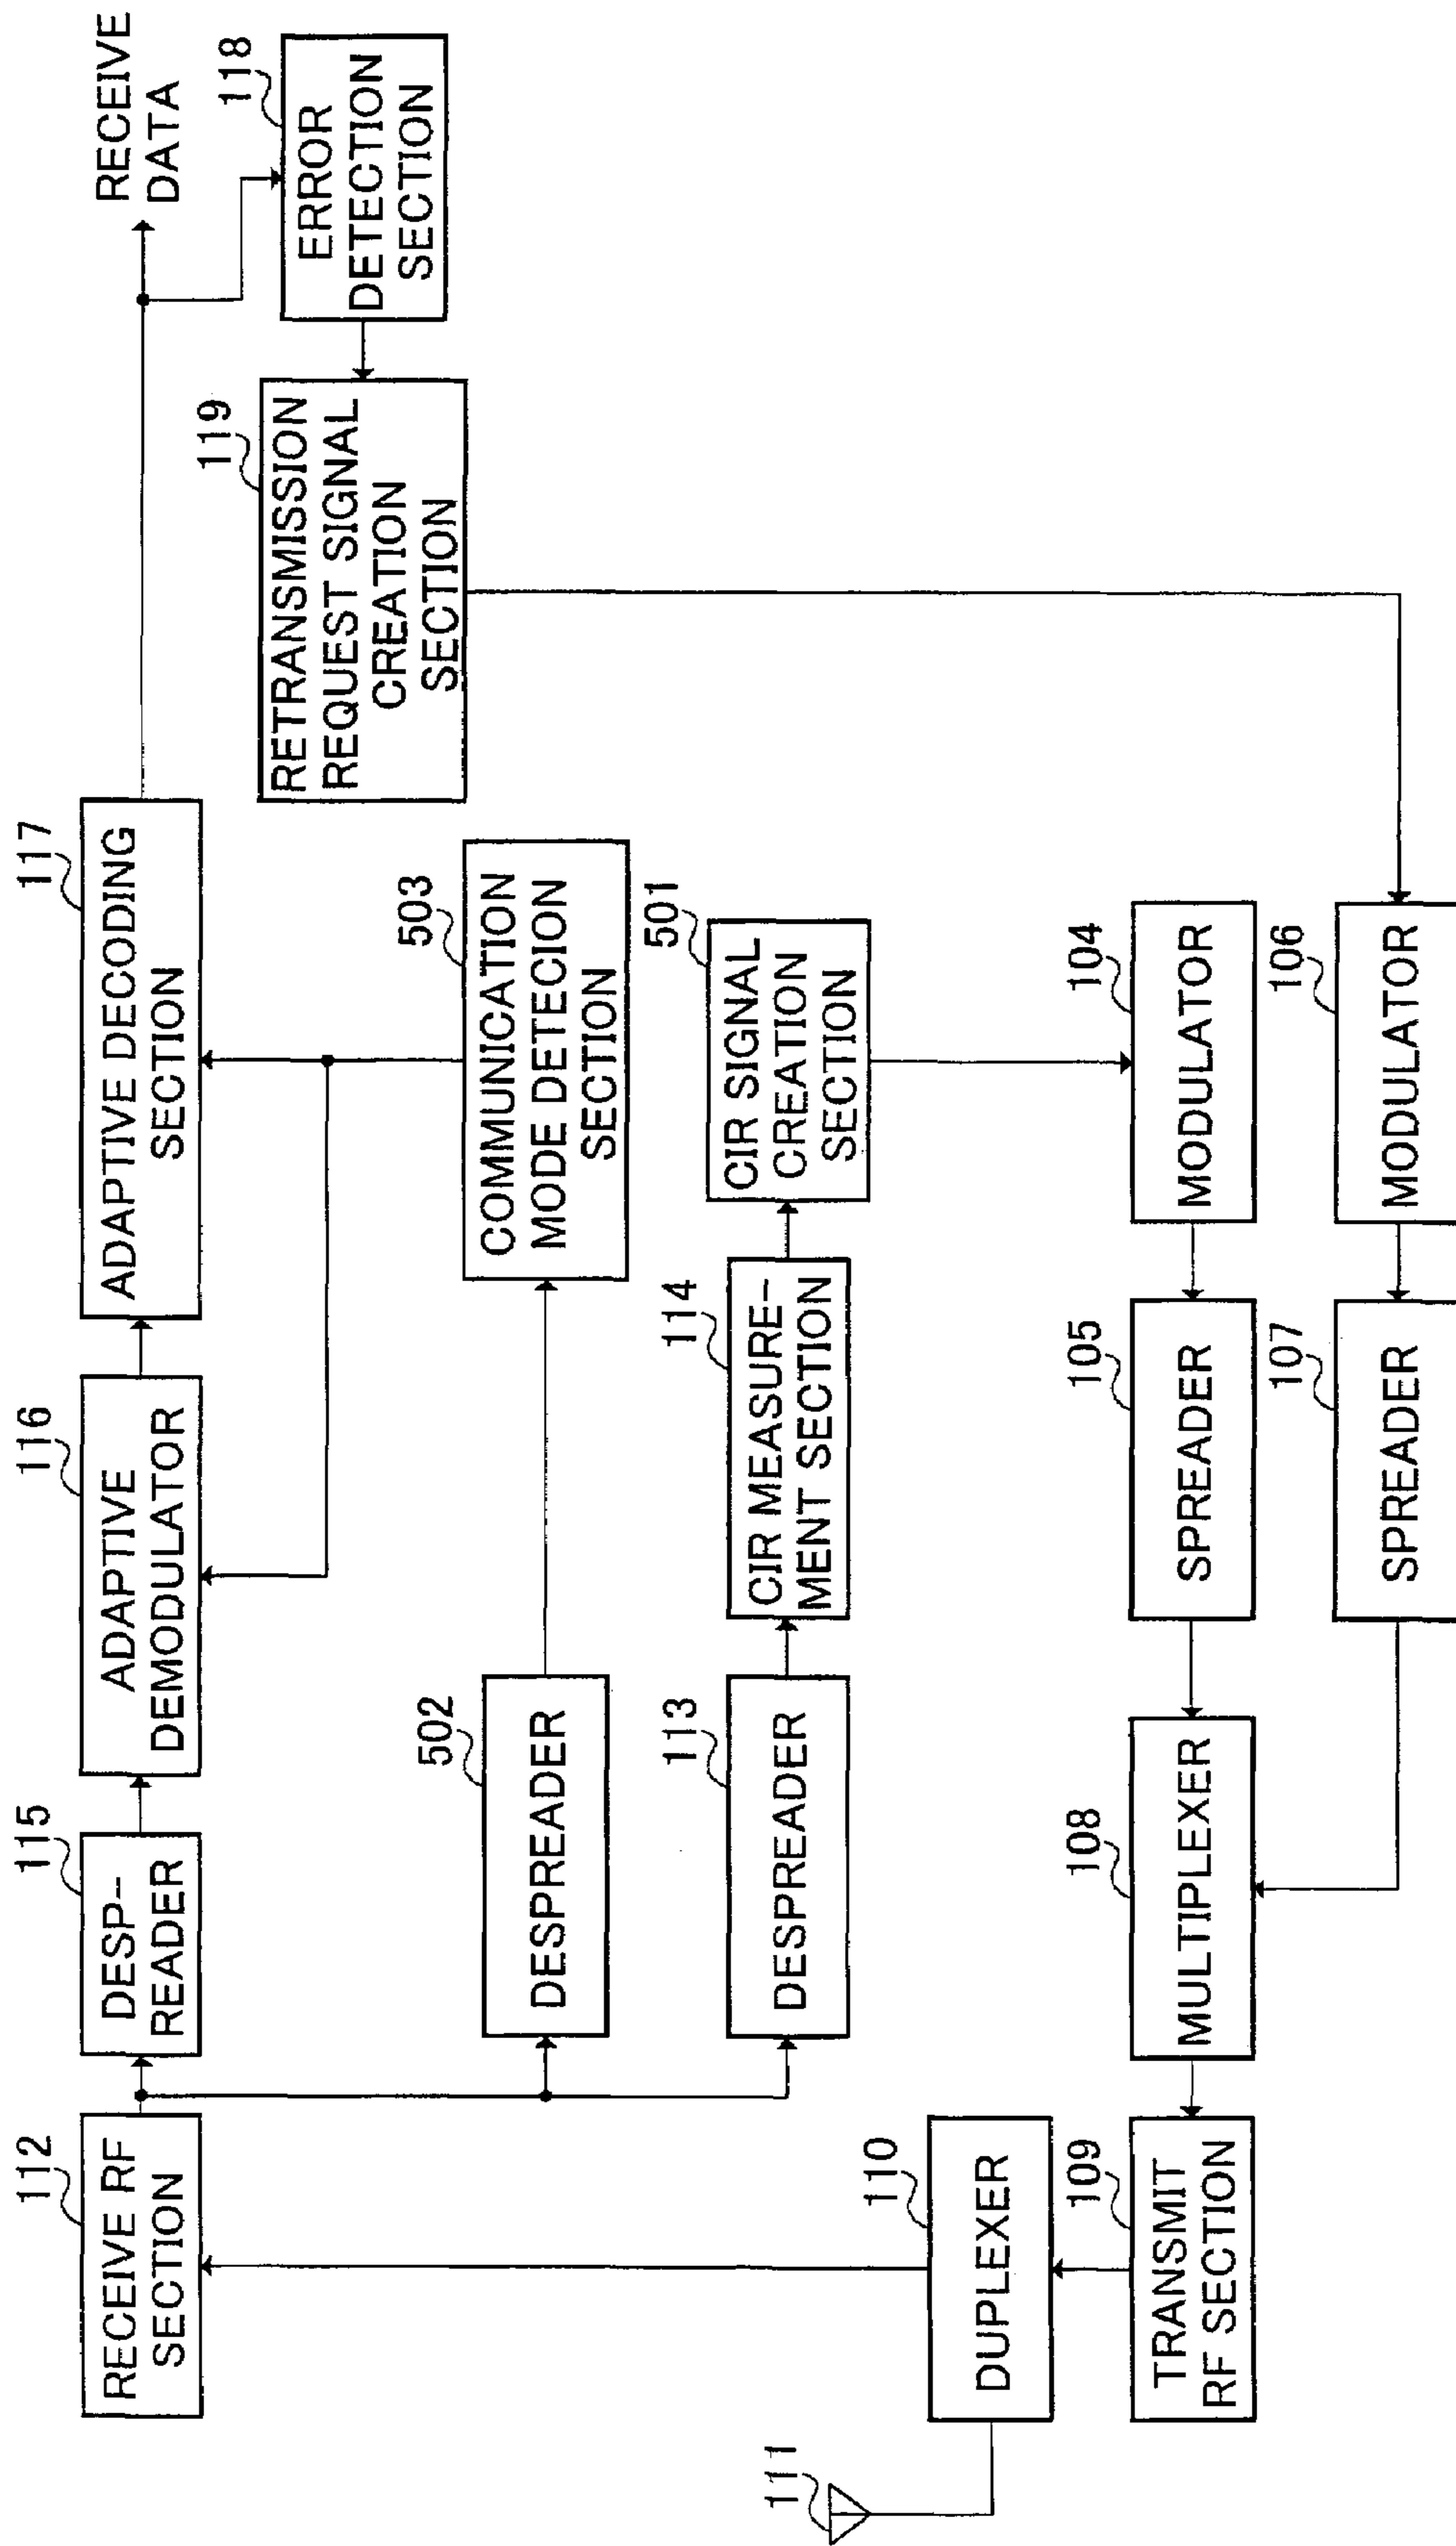 112
RECEIVE RF
SECTION
115
DESP-
READER
116
ADAPTIVE
DEMODULATOR
117
ADAPTIVE DECODING
SECTION
RECEIVE
DATA
118
ERROR
DETECTION
SECTION
119
RETRANSMISSION
REQUEST SIGNAL
CREATION
SECTION
502
DESPREADER
503
COMMUNICATION
MODE DETECION
SECTION
113
DESPREADER
114
CIR MEASURE-
MENT SECTION
501
CIR SIGNAL
CREATION
SECTION
111
110
DUPLEXER
109
TRANSMIT
RF SECTION
108
MULTIPLEXER
105
SPREADER
104
MODULATOR
107
SPREADER
106
MODULATOR